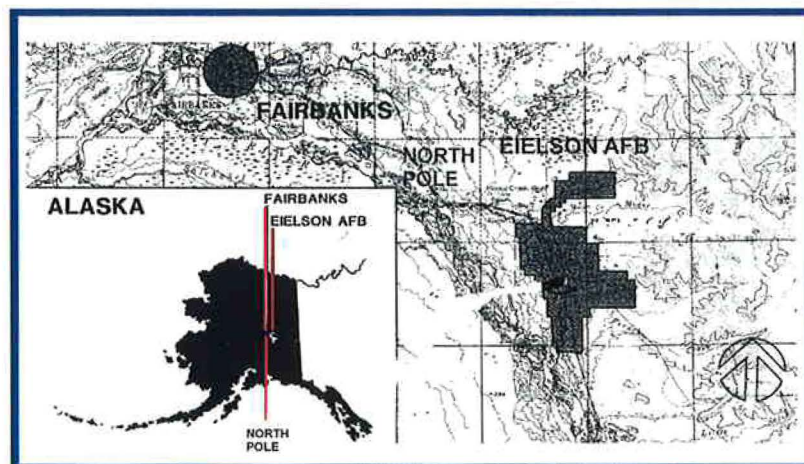 FAIRBANKS
EIELSON AFB
NORTH
POLE
ALASKA
FAIRBANKS
EIELSON AFB
NORTH
POLE